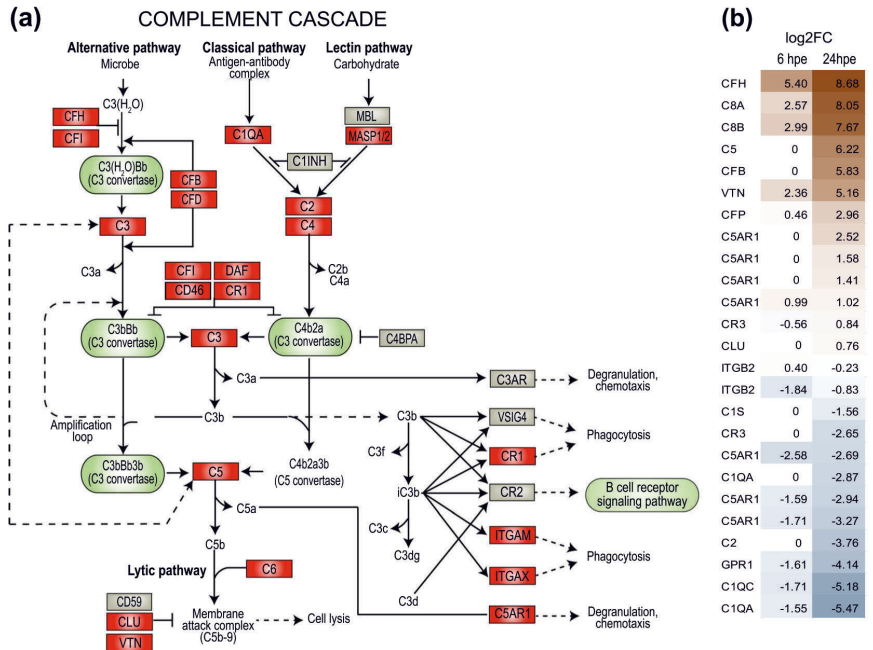 (a)
COMPLEMENT CASCADE
Alternative pathway
Microbe
Classical pathway
Antigen-antibody
complex
Lectin pathway
Carbohydrate
C3(H2O)
CFH
CFI
C1QA
MBL
MASP1/2
C1INH
C3(H2O)Bb
(C3 convertase)
CFB
CFD
C2
C4
C3
C3a
C2b
C4a
CFI
DAF
CD46
CR1
C3bBb
(C3 convertase)
C3
C4b2a
(C3 convertase)
C4BPA
C3a
C3AR
Degranulation,
chemotaxis
C3b
C3b
VSIG4
Phagocytosis
Amplification
loop
C3f
CR1
C3bBb3b
(C3 convertase)
C5
C4b2a3b
(C5 convertase)
iC3b
CR2
B cell receptor
signaling pathway
C5a
C3c
C3dg
ITGAM
Phagocytosis
C5b
Lytic pathway
C6
ITGAX
C3d
CD59
CLU
VTN
Membrane
attack complex
(C5b-9)
Cell lysis
C5AR1
Degranulation,
chemotaxis
(b)
log2FC
6 hpe 24hpe
CFH 5.40 8.68
C8A 2.57 8.05
C8B 2.99 7.67
C5 0 6.22
CFB 0 5.83
VTN 2.36 5.16
CFP 0.46 2.96
C5AR1 0 2.52
C5AR1 0 1.58
C5AR1 0 1.41
C5AR1 0.99 1.02
CR3 -0.56 0.84
CLU 0 0.76
ITGB2 0.40 -0.23
ITGB2 -1.84 -0.83
C1S 0 -1.56
CR3 0 -2.65
C5AR1 -2.58 -2.69
C1QA 0 -2.87
C5AR1 -1.59 -2.94
C5AR1 -1.71 -3.27
C2 0 -3.76
GPR1 -1.61 -4.14
C1QC -1.71 -5.18
C1QA -1.55 -5.47